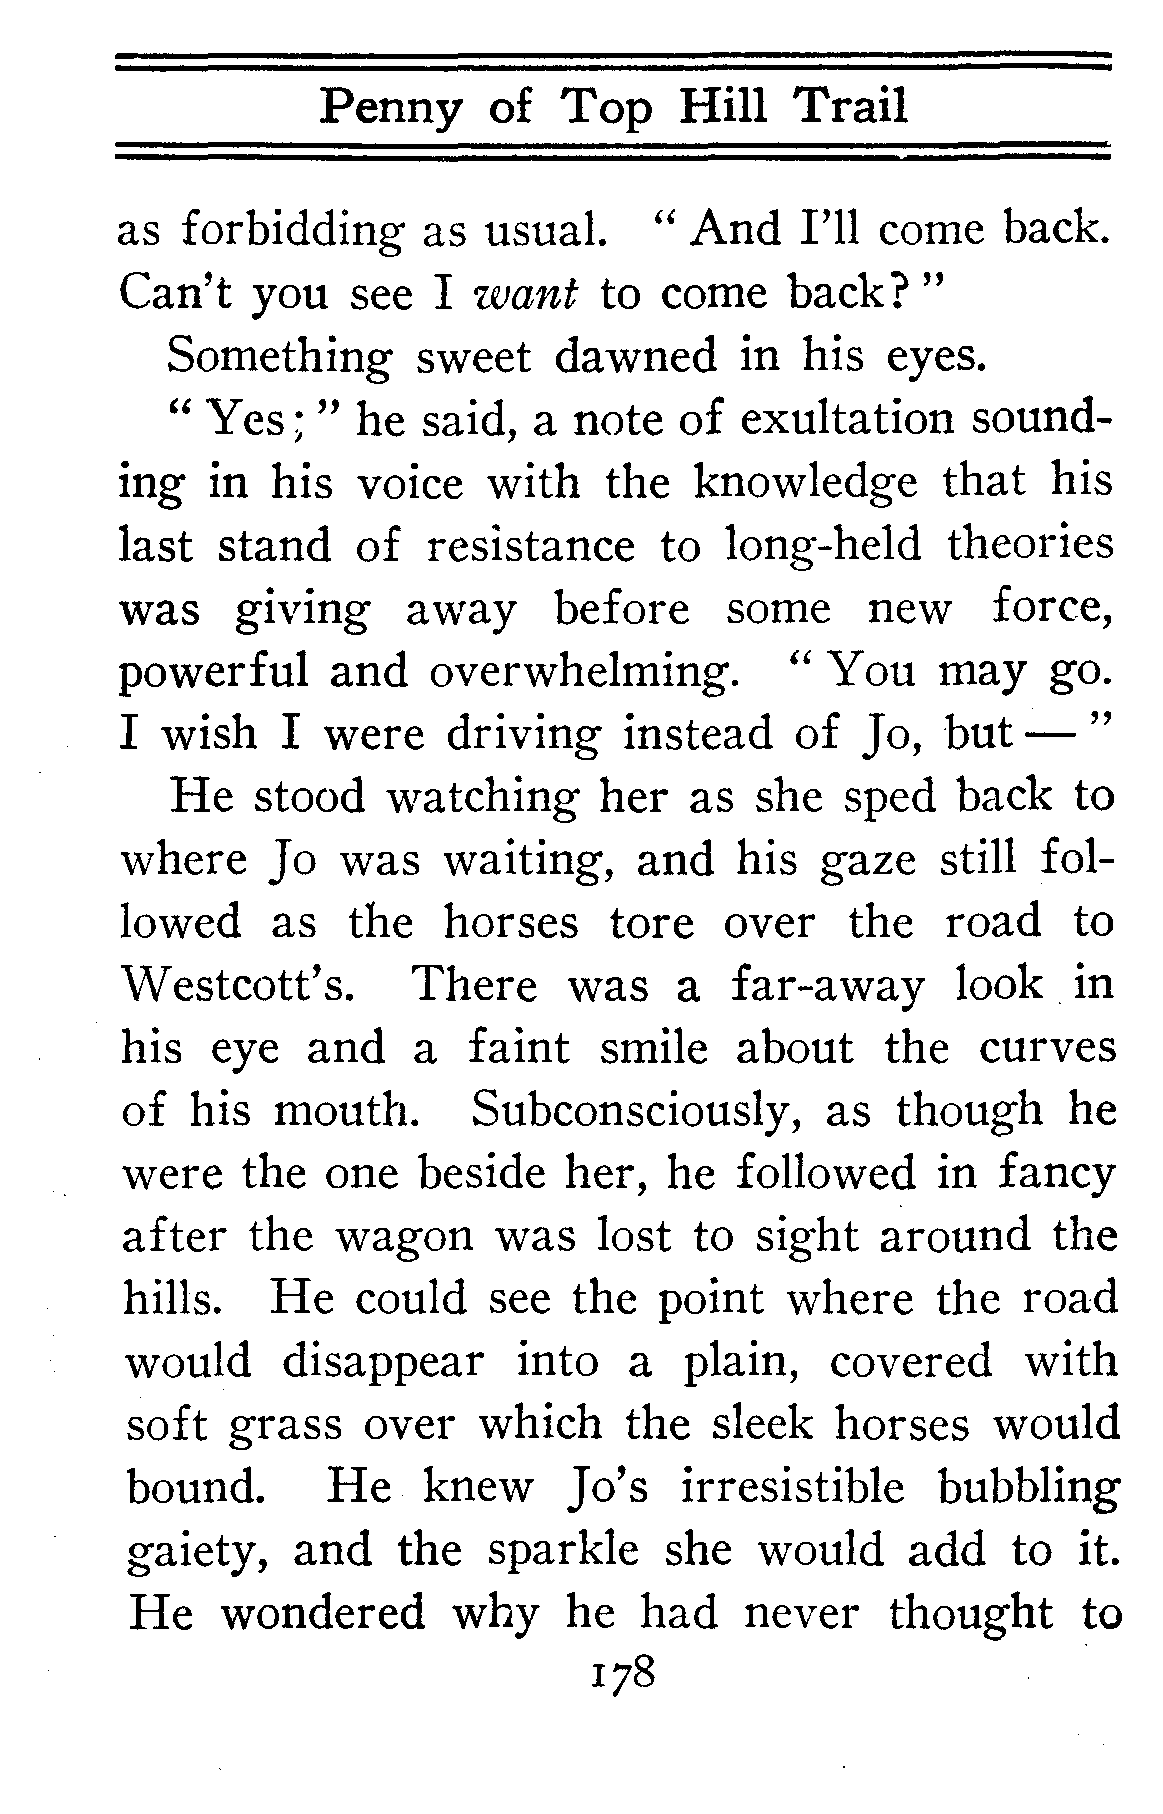 Penny of Top Hill Trail
as forbidding as usual. “ And I’ll come back.
Can’t you see I want to come back? ”
Something sweet dawned in his eyes.
“ Yes; ” he said, a note of exultation sound-
ing in his voice with the knowledge that his
last stand of resistance to long-held theories
was giving away before some new force,
powerful and overwhelming. “ You may go.
I wish I were driving instead of Jo, but — ”
He stood watching her as she sped back to
where Jo was waiting, and his gaze still fol-
lowed as the horses tore over the road to
Westcott’s. There was a far-away look in
his eye and a faint smile about the curves
of his mouth. Subconsciously, as though he
were the one beside her, he followed in fancy
after the wagon was lost to sight around the
hills. He could see the point where the road
would disappear into a plain, covered with
soft grass over which the sleek horses would
bound. He knew Jo’s irresistible bubbling
gaiety, and the sparkle she would add to it.
He wondered why he had never thought to
178